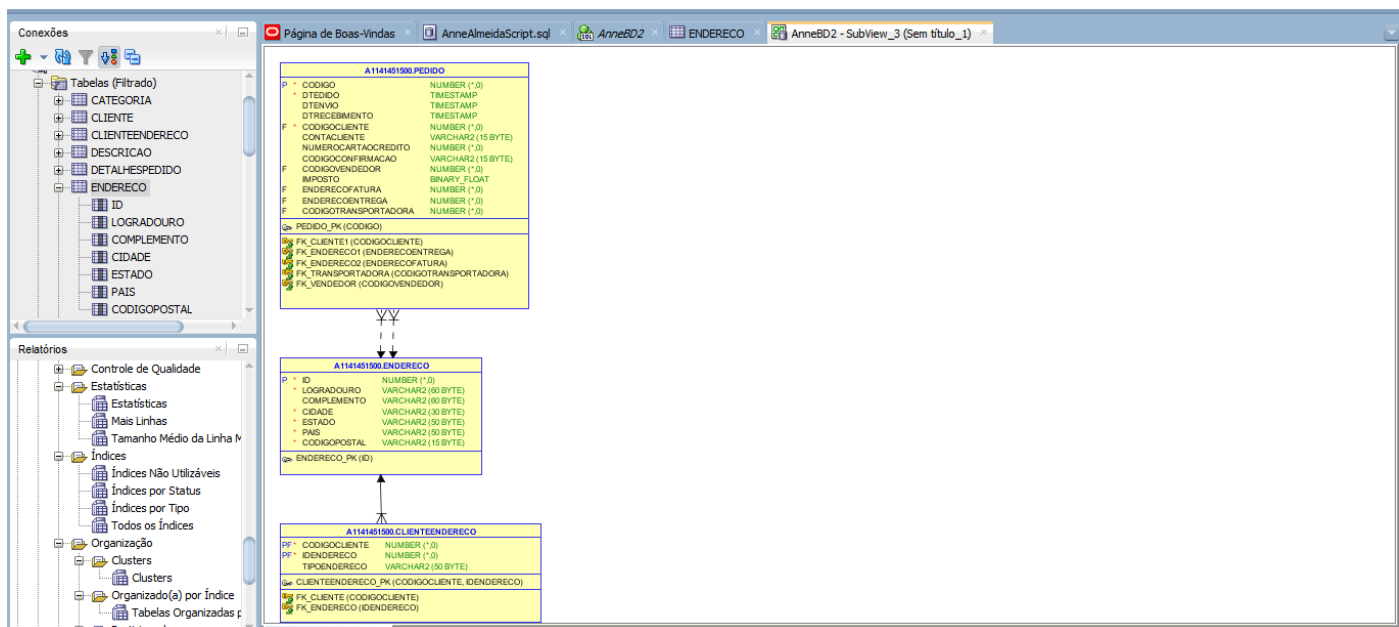 Conexões
Página de Boas-Vindas
AnneAlmeidaScript.sql
AnneBD2
ENDERECO
AnneBD2 - SubView_3 (Sem título_1)
Tabelas (Filtrado)
CATEGORIA
CLIENTE
CLIENTEENDERECO
DESCRICAO
DETALHESPEDIDO
ENDERECO
ID
LOGRADOURO
COMPLEMENTO
CIDADE
ESTADO
PAIS
CODIGOPOSTAL
Relatórios
Controle de Qualidade
Estatísticas
Estatísticas
Mais Linhas
Tamanho Médio da Linha M
Índices
Índices Não Utilizáveis
Índices por Status
Índices por Tipo
Todos os Índices
Organização
Clusters
Clusters
Organizado(a) por Índice
Tabelas Organizadas p
A1141451500.PEDIDO
P * CODIGO NUMBER (*,0)
* DTEDIDO TIMESTAMP
DTENVIO TIMESTAMP
DTRECEBIMENTO TIMESTAMP
F * CODIGOCLIENTE NUMBER (*,0)
CONTACLIENTE VARCHAR2 (15 BYTE)
NUMEROCARTAOCREDITO NUMBER (*,0)
CODIGOCONFIRMACAO VARCHAR2 (15 BYTE)
F CODIGOVENDEDOR NUMBER (*,0)
IMPOSTO BINARY_FLOAT
F ENDERECOFATURA NUMBER (*,0)
F ENDERECOENTREGA NUMBER (*,0)
F CODIGOTRANSPORTADORA NUMBER (*,0)
PEDIDO_PK (CODIGO)
FK_CLIENTE1 (CODIGOCLIENTE)
FK_ENDERECO1 (ENDERECOENTREGA)
FK_ENDERECO2 (ENDERECOFATURA)
FK_TRANSPORTADORA (CODIGOTRANSPORTADORA)
FK_VENDEDOR (CODIGOVENDEDOR)
A1141451500.ENDERECO
P * ID NUMBER (*,0)
* LOGRADOURO VARCHAR2 (60 BYTE)
COMPLEMENTO VARCHAR2 (60 BYTE)
* CIDADE VARCHAR2 (30 BYTE)
* ESTADO VARCHAR2 (50 BYTE)
* PAIS VARCHAR2 (50 BYTE)
* CODIGOPOSTAL VARCHAR2 (15 BYTE)
ENDERECO_PK (ID)
A1141451500.CLIENTEENDERECO
PF * CODIGOCLIENTE NUMBER (*,0)
PF * IDENDERECO NUMBER (*,0)
TIPOENDERECO VARCHAR2 (50 BYTE)
CLIENTEENDERECO_PK (CODIGOCLIENTE, IDENDERECO)
FK_CLIENTE (CODIGOCLIENTE)
FK_ENDERECO (IDENDERECO)